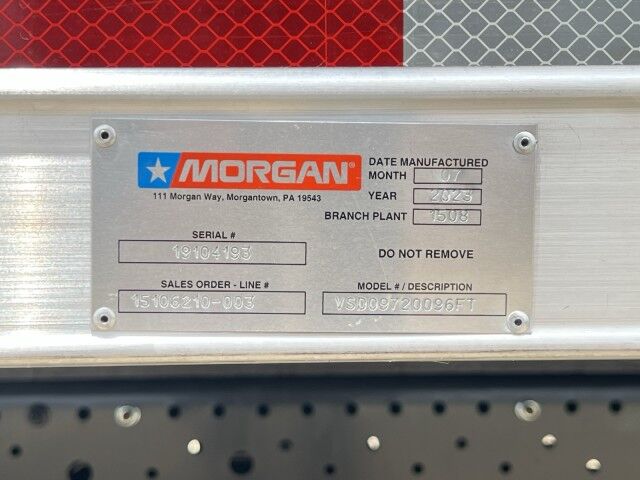 MORGAN®
111 Morgan Way, Morgantown, PA 19543
DATE MANUFACTURED
MONTH 07
YEAR 2023
BRANCH PLANT 1508
SERIAL #
19104193
DO NOT REMOVE
SALES ORDER - LINE #
15106210-003
MODEL # / DESCRIPTION
VSD09720096FT